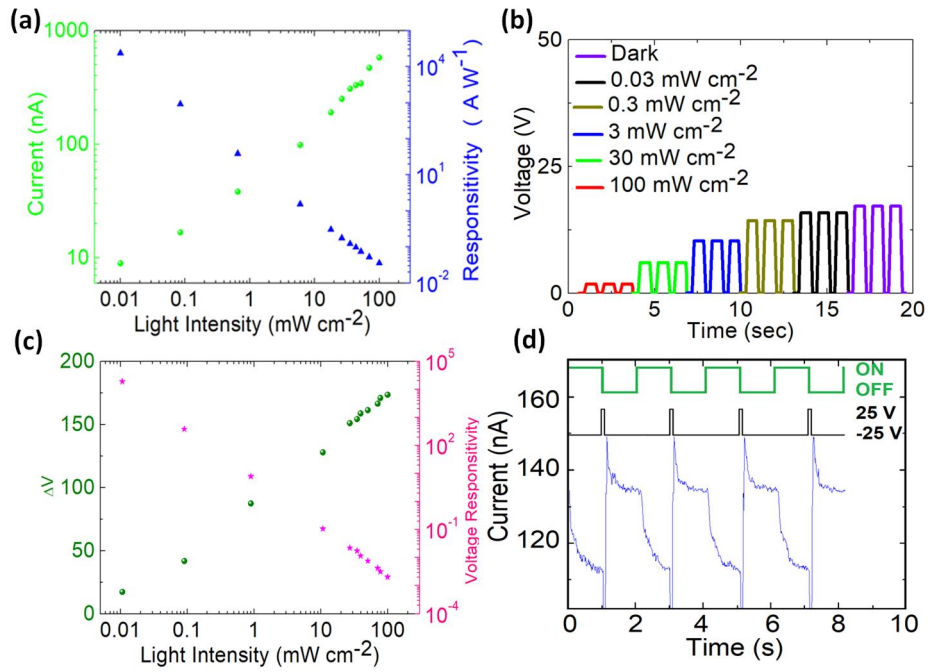 (a)
1000
100
10
Current (nA)
10^4
10^1
10^-2
Responsivity ( A W^-1)
0.01 0.1 1 10 100
Light Intensity (mW cm^-2)
(b)
50
25
0
Voltage (V)
Dark
0.03 mW cm^-2
0.3 mW cm^-2
3 mW cm^-2
30 mW cm^-2
100 mW cm^-2
0 5 10 15 20
Time (sec)
(c)
200
150
100
50
0
ΔV
10^5
10^2
10^-1
10^-4
Voltage Responsitivity
0.01 0.1 1 10 100
Light Intensity (mW cm^-2)
(d)
160
140
120
Current (nA)
ON
OFF
25 V
-25 V
0 2 4 6 8 10
Time (s)